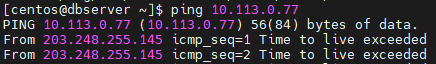 [centos@dbserver ~]$ ping 10.113.0.77
PING 10.113.0.77 (10.113.0.77) 56(84) bytes of data.
From 203.248.255.145 icmp_seq=1 Time to live exceeded
From 203.248.255.145 icmp_seq=2 Time to live exceeded